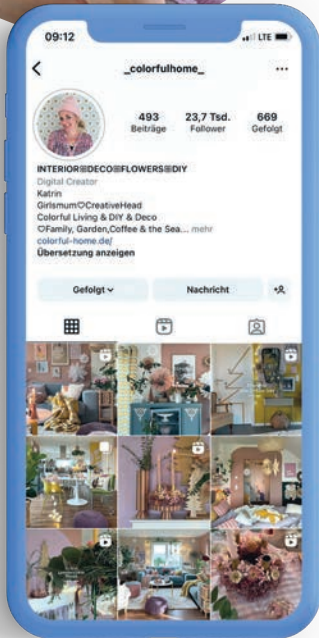 09:12
LTE
_colorfulhome_
493 23,7 Tsd. 669
Beiträge Follower Gefolgt
INTERIOR⊞DECO⊞FLOWERS⊞DIY
Digital Creator
Katrin
Girlsmum♡CreativeHead
Colorful Living & DIY & Deco
♡Family, Garden,Coffee & the Sea... mehr
colorful-home.de/
Übersetzung anzeigen
Gefolgt Nachricht